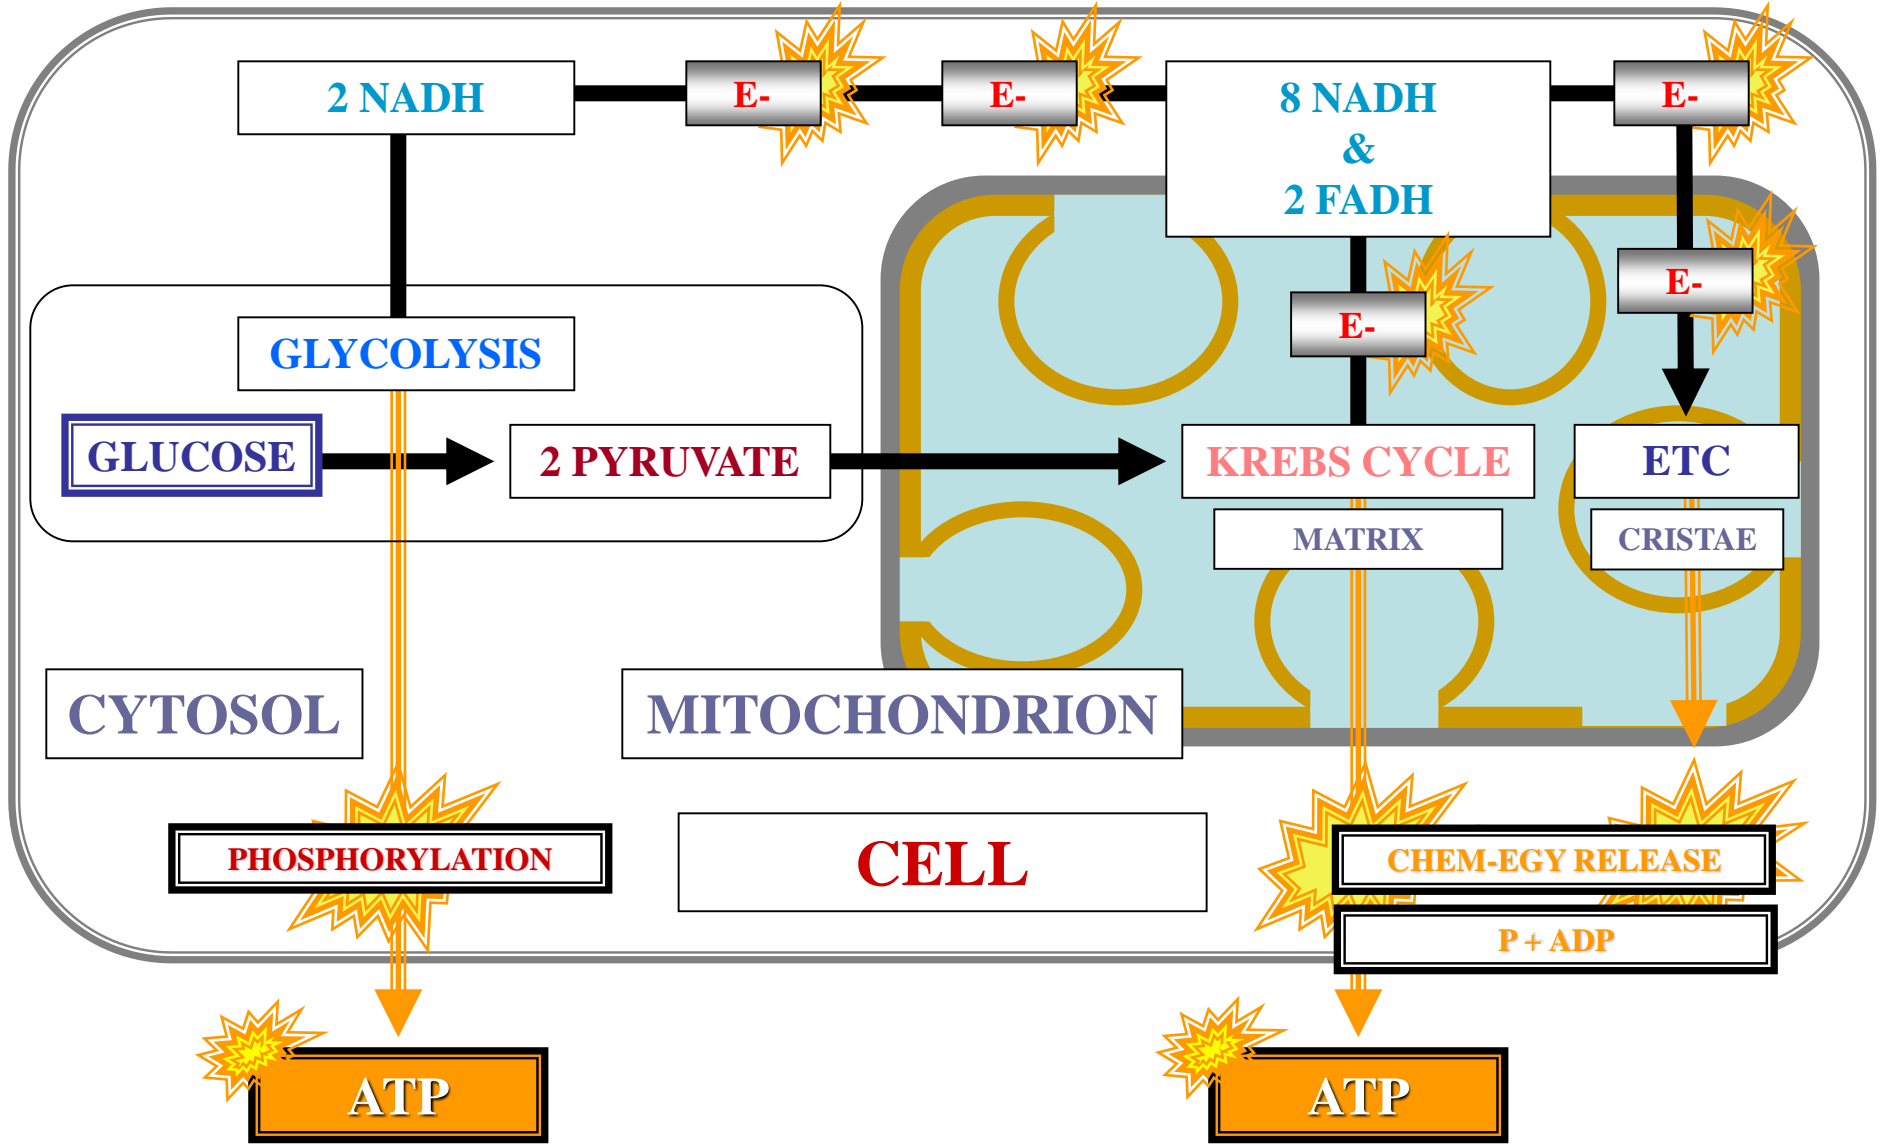 2 NADH
E-
E-
8 NADH
&
2 FADH
E-
E-
E-
GLYCOLYSIS
GLUCOSE
2 PYRUVATE
KREBS CYCLE
ETC
MATRIX
CRISTAE
CYTOSOL
MITOCHONDRION
PHOSPHORYLATION
CELL
CHEM-EGY RELEASE
P + ADP
ATP
ATP